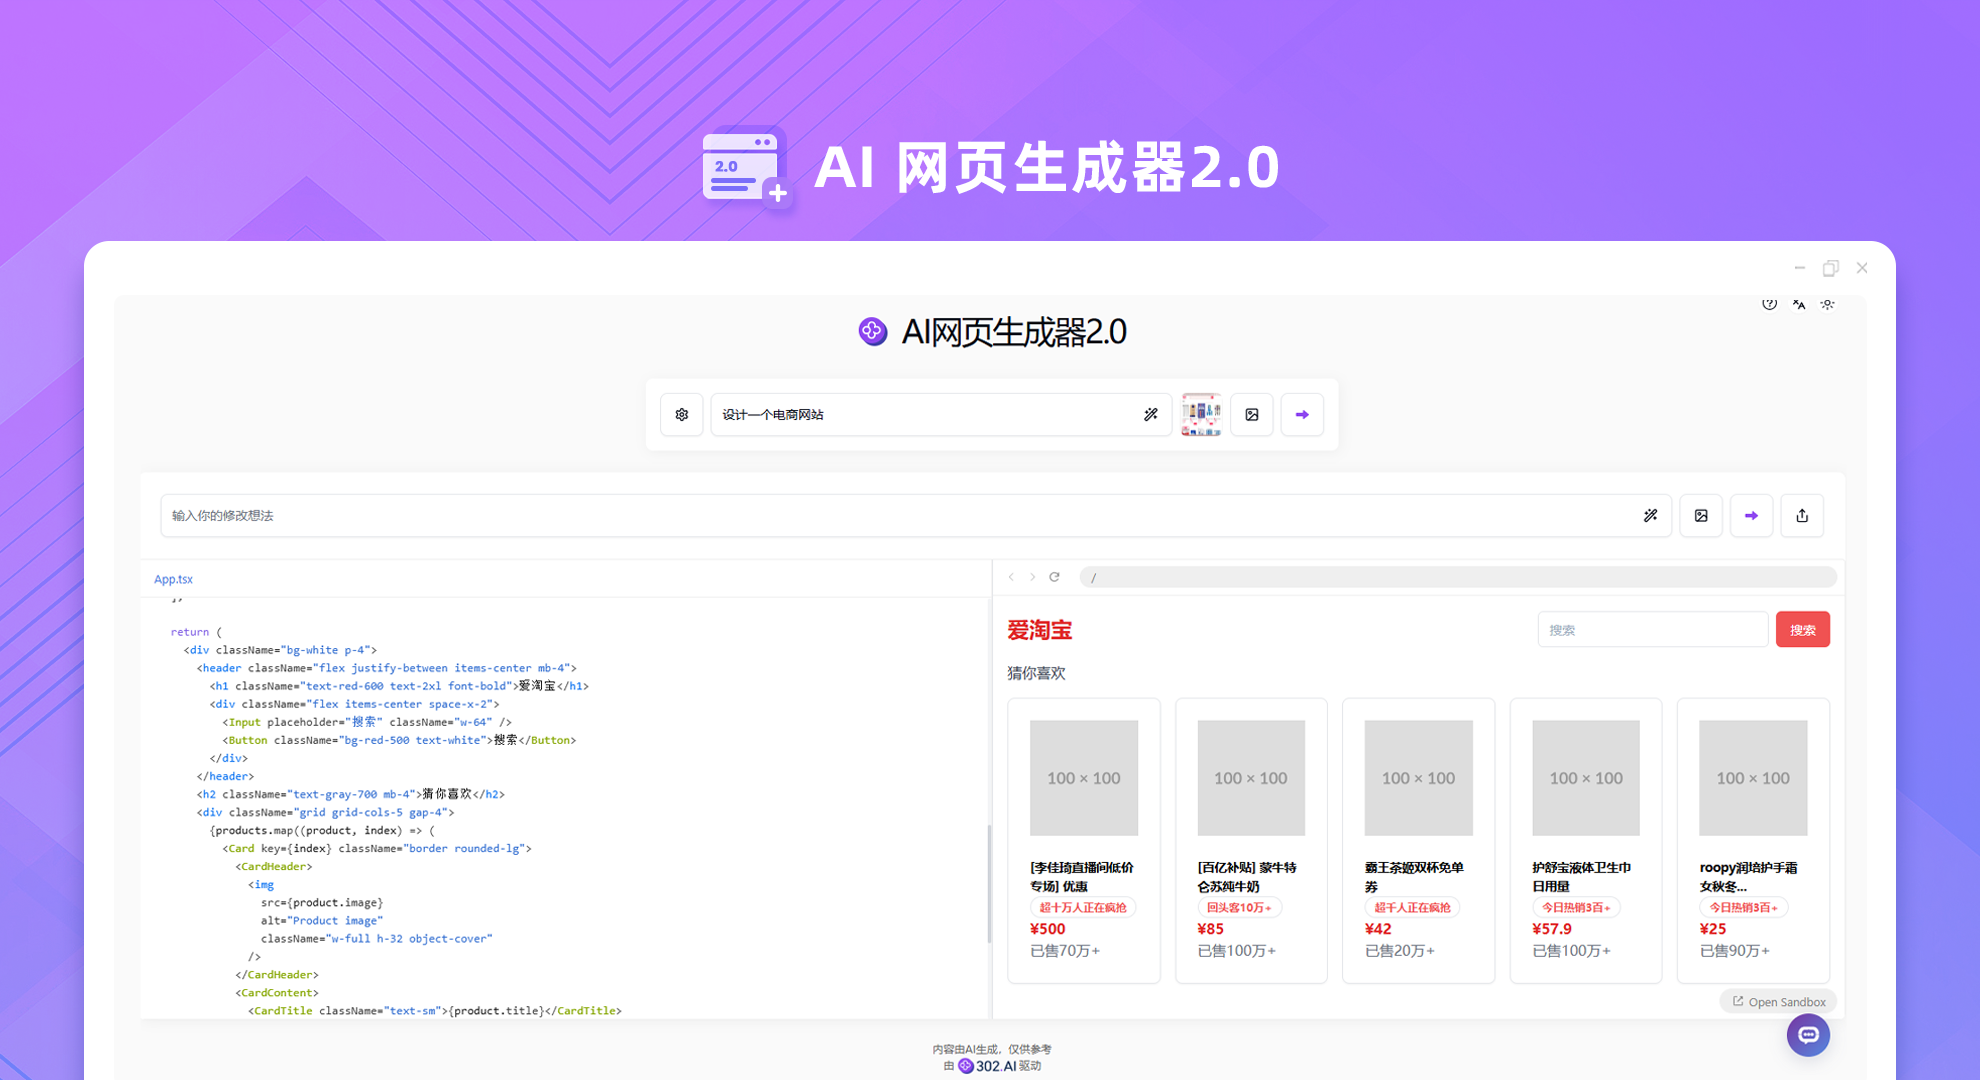 2.0
AI 网页生成器2.0
AI网页生成器2.0
设计一个电商网站
输入你的修改想法
App.tsx
/
return (
<div className="bg-white p-4">
<header className="flex justify-between items-center mb-4">
<h1 className="text-red-600 text-2xl font-bold">爱淘宝</h1>
<div className="flex items-center space-x-2">
<Input placeholder="搜索" className="w-64" />
<Button className="bg-red-500 text-white">搜索</Button>
</div>
</header>
<h2 className="text-gray-700 mb-4">猜你喜欢</h2>
<div className="grid grid-cols-5 gap-4">
{products.map((product, index) => (
<Card key={index} className="border rounded-lg">
<CardHeader>
<img
src={product.image}
alt="Product image"
className="w-full h-32 object-cover"
/>
</CardHeader>
<CardContent>
<CardTitle className="text-sm">{product.title}</CardTitle>
爱淘宝
搜索
搜索
猜你喜欢
100 × 100
[李佳琦直播间低价
专场] 优惠
超十万人正在疯抢
¥500
已售70万+
100 × 100
[百亿补贴] 蒙牛特
仑苏纯牛奶
回头客10万+
¥85
已售100万+
100 × 100
霸王茶姬双杯免单
券
超千人正在疯抢
¥42
已售20万+
100 × 100
护舒宝液体卫生巾
日用量
今日热销3百+
¥57.9
已售100万+
100 × 100
roopy润培护手霜
女秋冬...
今日热销3百+
¥25
已售90万+
Open Sandbox
内容由AI生成，仅供参考
由 302.AI 驱动